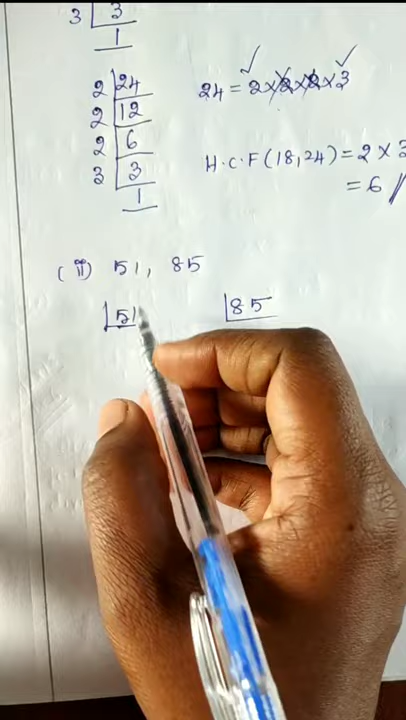 3 | 3
1
2 | 24
2 | 12
2 | 6
3 | 3
1
24 = 2 × 2 × 2 × 3
H.C.F (18, 24) = 2 × 3
= 6 //
(ii) 51, 85
51 85